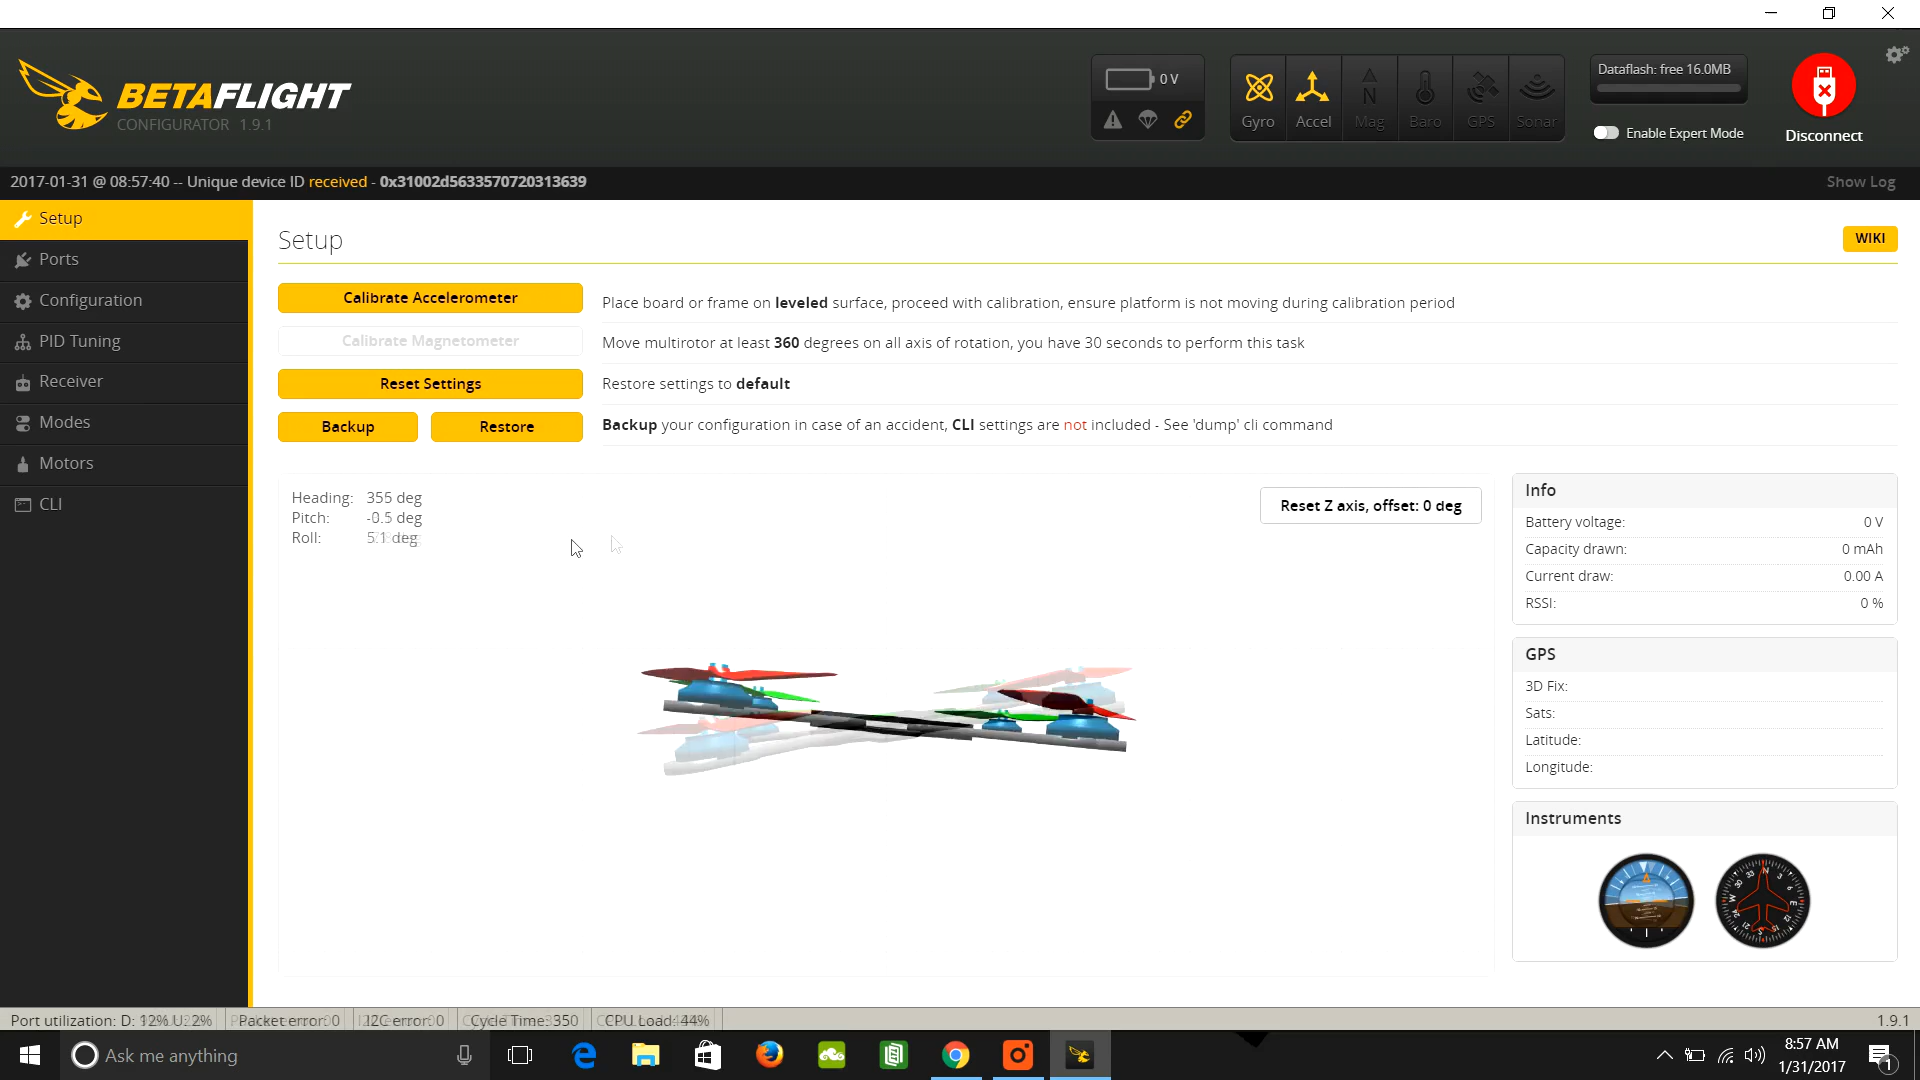 BETAFLIGHT
CONFIGURATOR 1.9.1
0 V
Gyro
Accel
Mag
Baro
GPS
Sonar
Dataflash: free 16.0MB
Enable Expert Mode
Disconnect
2017-01-31 @ 08:57:40 -- Unique device ID received - 0x31002d5633570720313639
Show Log
Setup
Ports
Configuration
PID Tuning
Receiver
Modes
Motors
CLI
Setup
WIKI
Calibrate Accelerometer
Place board or frame on leveled surface, proceed with calibration, ensure platform is not moving during calibration period
Calibrate Magnetometer
Move multirotor at least 360 degrees on all axis of rotation, you have 30 seconds to perform this task
Reset Settings
Restore settings to default
Backup
Restore
Backup your configuration in case of an accident, CLI settings are not included - See 'dump' cli command
Heading: 355 deg
Pitch: -0.5 deg
Roll: 5.1 deg
Reset Z axis, offset: 0 deg
Info
Battery voltage: 0 V
Capacity drawn: 0 mAh
Current draw: 0.00 A
RSSI: 0 %
GPS
3D Fix:
Sats:
Latitude:
Longitude:
Instruments
Port utilization: D: 12% U: 2%
Packet error: 0
I2C error: 0
Cycle Time: 350
CPU Load: 44%
1.9.1
Ask me anything
8:57 AM
1/31/2017
1